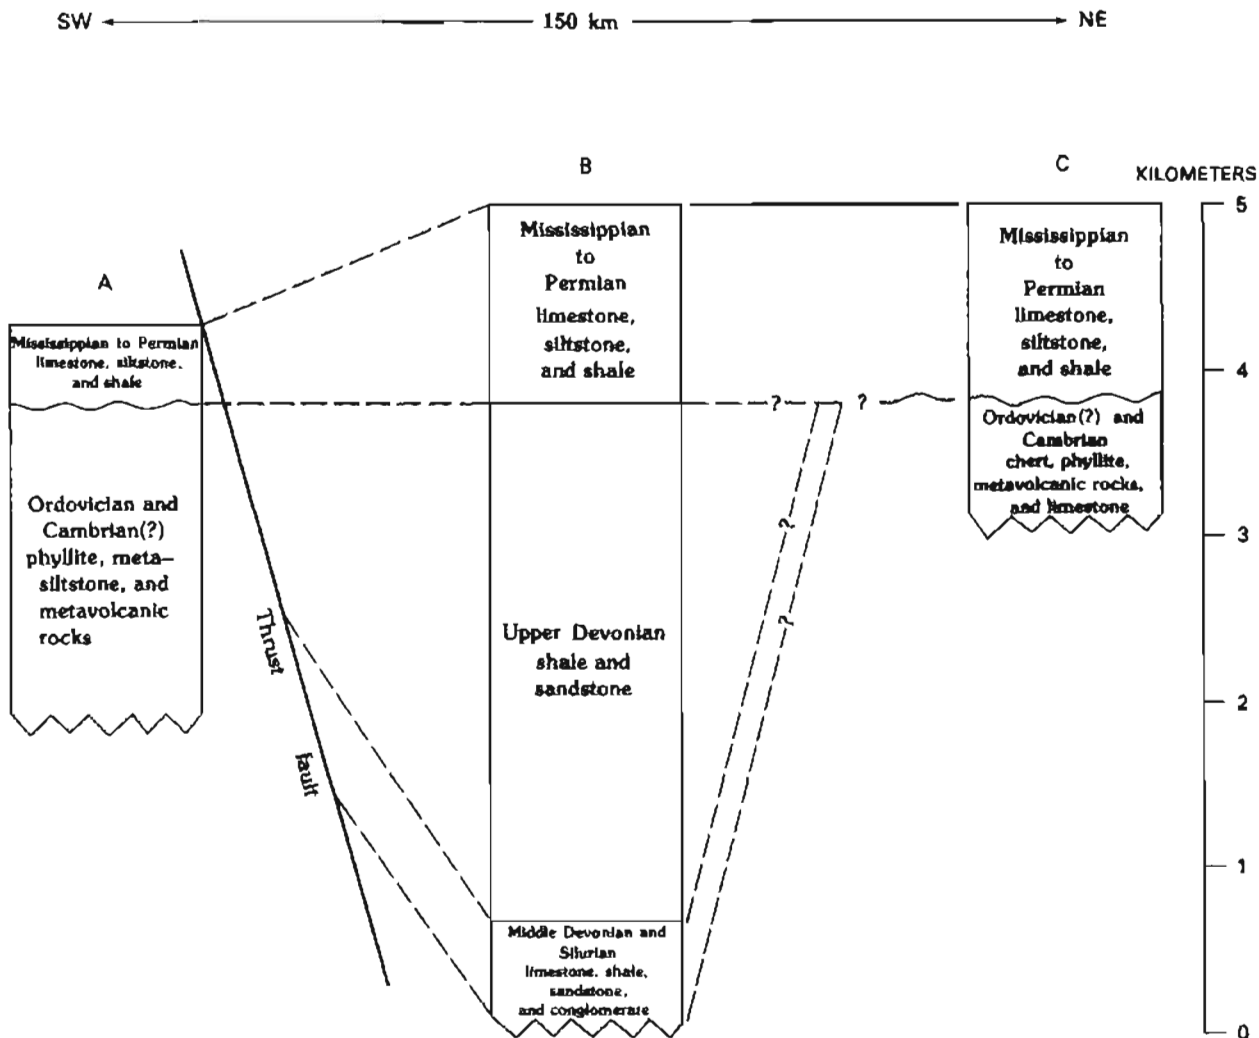 SW
150 km
NE
B
C
KILOMETERS
A
5
4
3
2
1
0
Mississippian to Permian
limestone, siltstone,
and shale
Ordovician and
Cambrian(?)
phyllite, meta-
siltstone, and
metavolcanic
rocks
Thrust
fault
Mississippian
to
Permian
limestone,
siltstone,
and shale
Upper Devonian
shale and
sandstone
Middle Devonian and
Silurian
limestone, shale,
sandstone,
and conglomerate
?
?
?
?
Mississippian
to
Permian
limestone,
siltstone,
and shale
Ordovician(?) and
Cambrian
chert, phyllite,
metavolcanic rocks,
and limestone